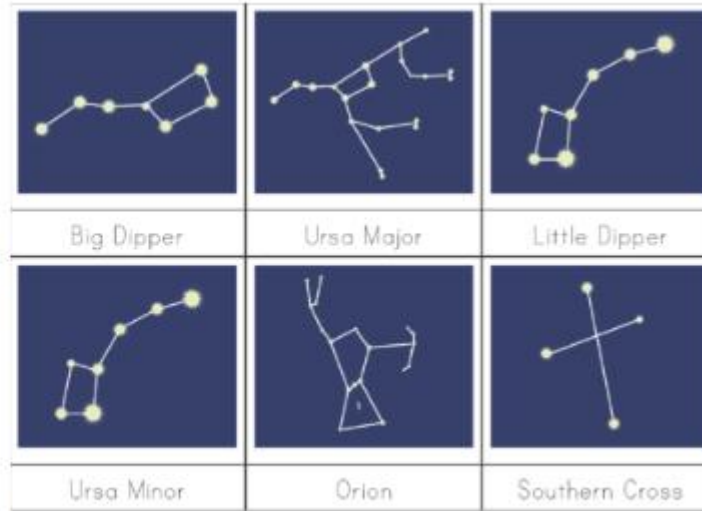 Big Dipper
Ursa Major
Little Dipper
Ursa Minor
Orion
Southern Cross